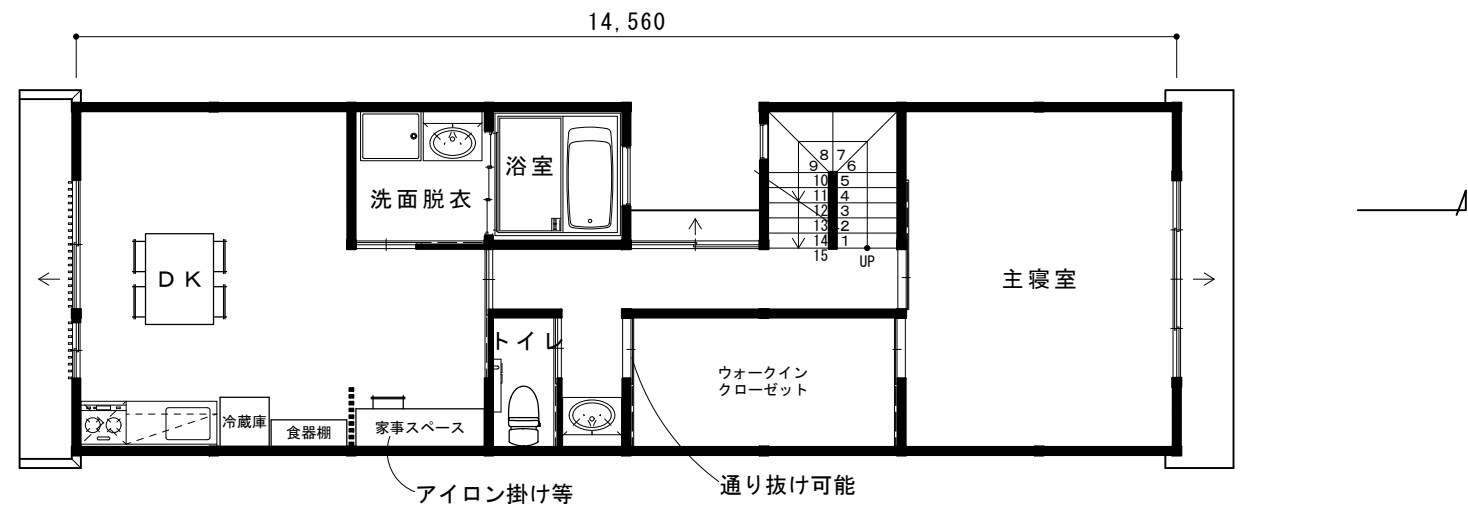 14,560
浴室
洗面脱衣
8 7
9 6
10 5
11 4
12 3
13 2
14 1
15
UP
DK
主寝室
トイレ
ウォークイン
クローゼット
冷蔵庫
食器棚
家事スペース
アイロン掛け等
通り抜け可能